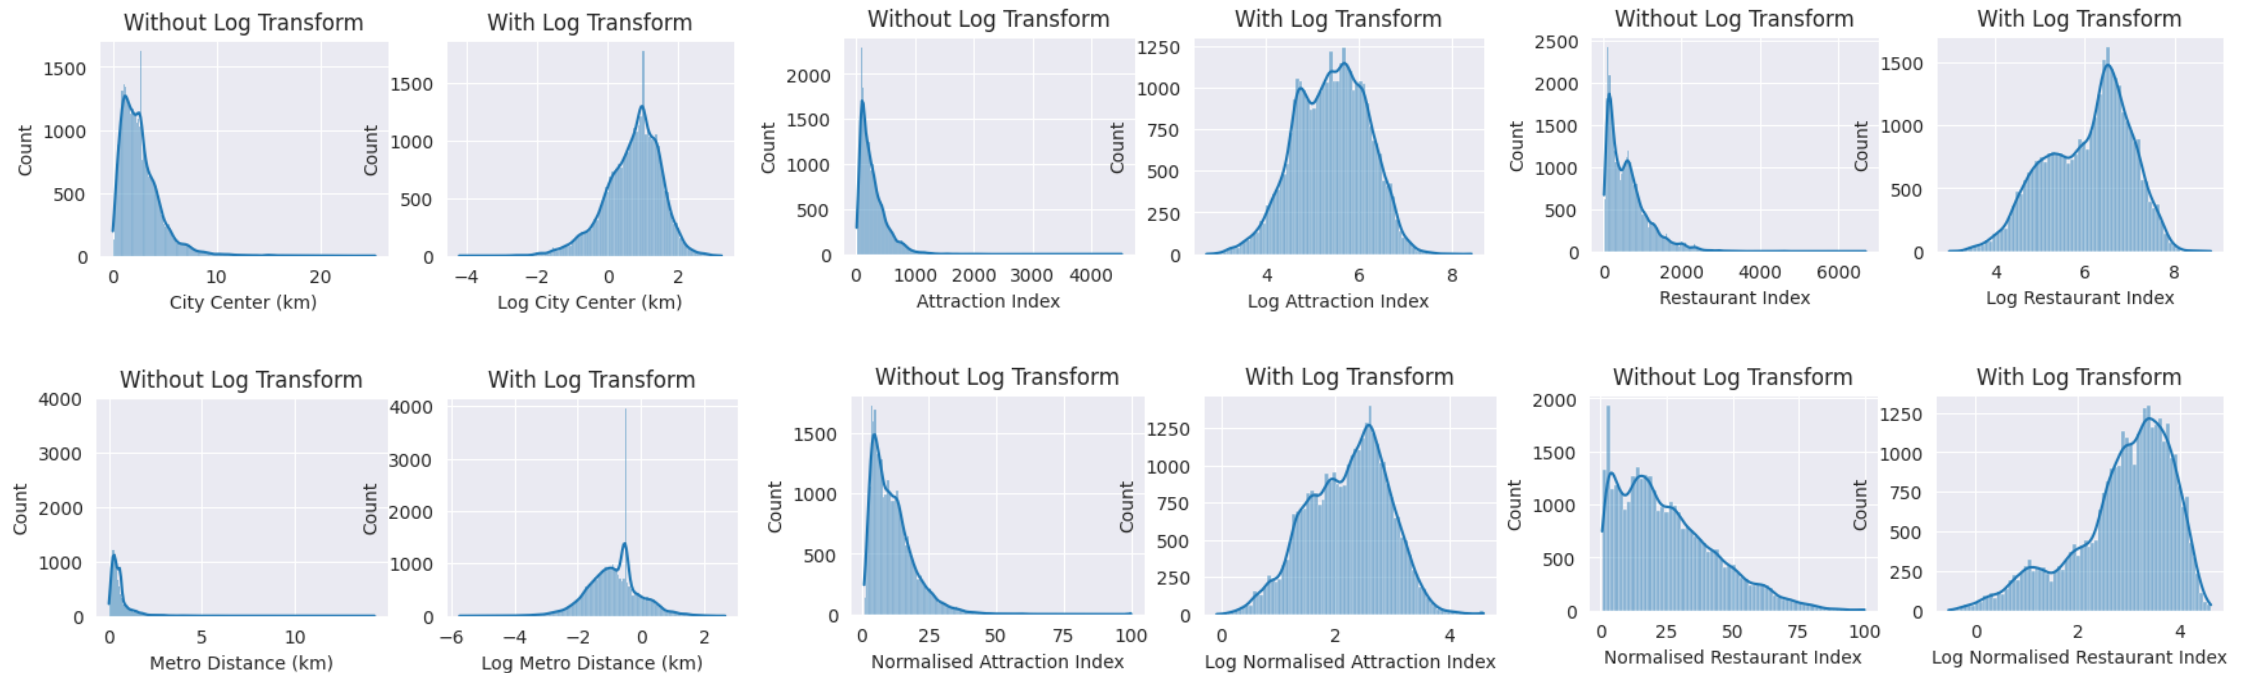 Without Log Transform
1500
1000
500
0
Count
0 10 20
City Center (km)
With Log Transform
1500
1000
500
0
Count
−4 −2 0 2
Log City Center (km)
Without Log Transform
2000
1500
1000
500
0
Count
0 1000 2000 3000 4000
Attraction Index
With Log Transform
1250
1000
750
500
250
0
Count
4 6 8
Log Attraction Index
Without Log Transform
2500
2000
1500
1000
500
0
Count
0 2000 4000 6000
Restaurant Index
With Log Transform
1500
1000
500
0
Count
4 6 8
Log Restaurant Index
Without Log Transform
4000
3000
2000
1000
0
Count
0 5 10
Metro Distance (km)
With Log Transform
4000
3000
2000
1000
0
Count
−6 −4 −2 0 2
Log Metro Distance (km)
Without Log Transform
1500
1000
500
0
Count
0 25 50 75 100
Normalised Attraction Index
With Log Transform
1250
1000
750
500
250
0
Count
0 2 4
Log Normalised Attraction Index
Without Log Transform
2000
1500
1000
500
0
Count
0 25 50 75 100
Normalised Restaurant Index
With Log Transform
1250
1000
750
500
250
0
Count
0 2 4
Log Normalised Restaurant Index